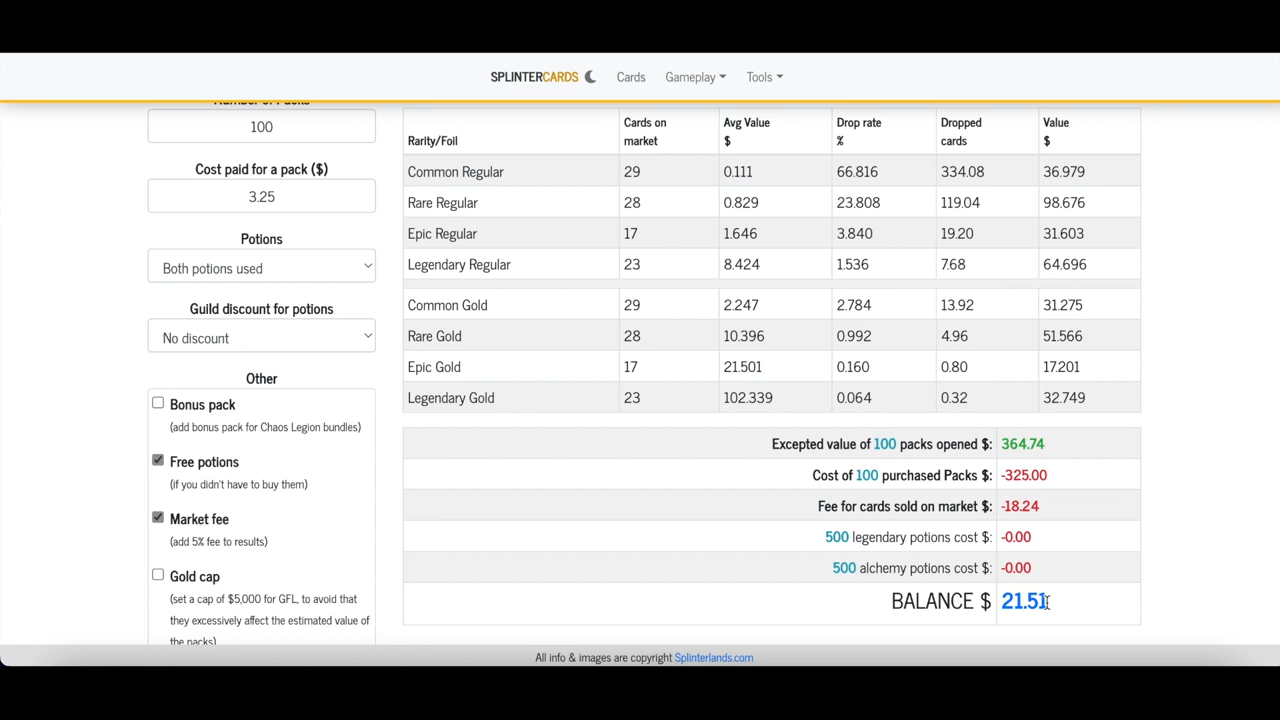 SPLINTERCARDS Cards Gameplay Tools
Number of Packs
100
Cost paid for a pack ($)
3.25
Potions
Both potions used
Guild discount for potions
No discount
Other
Bonus pack
(add bonus pack for Chaos Legion bundles)
Free potions
(if you didn't have to buy them)
Market fee
(add 5% fee to results)
Gold cap
(set a cap of $5,000 for GFL, to avoid that
they excessively affect the estimated value of
the packs)
Rarity/Foil Cards on market Avg Value $ Drop rate % Dropped cards Value $
Common Regular 29 0.111 66.816 334.08 36.979
Rare Regular 28 0.829 23.808 119.04 98.676
Epic Regular 17 1.646 3.840 19.20 31.603
Legendary Regular 23 8.424 1.536 7.68 64.696
Common Gold 29 2.247 2.784 13.92 31.275
Rare Gold 28 10.396 0.992 4.96 51.566
Epic Gold 17 21.501 0.160 0.80 17.201
Legendary Gold 23 102.339 0.064 0.32 32.749
Excepted value of 100 packs opened $: 364.74
Cost of 100 purchased Packs $: -325.00
Fee for cards sold on market $: -18.24
500 legendary potions cost $: -0.00
500 alchemy potions cost $: -0.00
BALANCE $ 21.51
All info & images are copyright Splinterlands.com